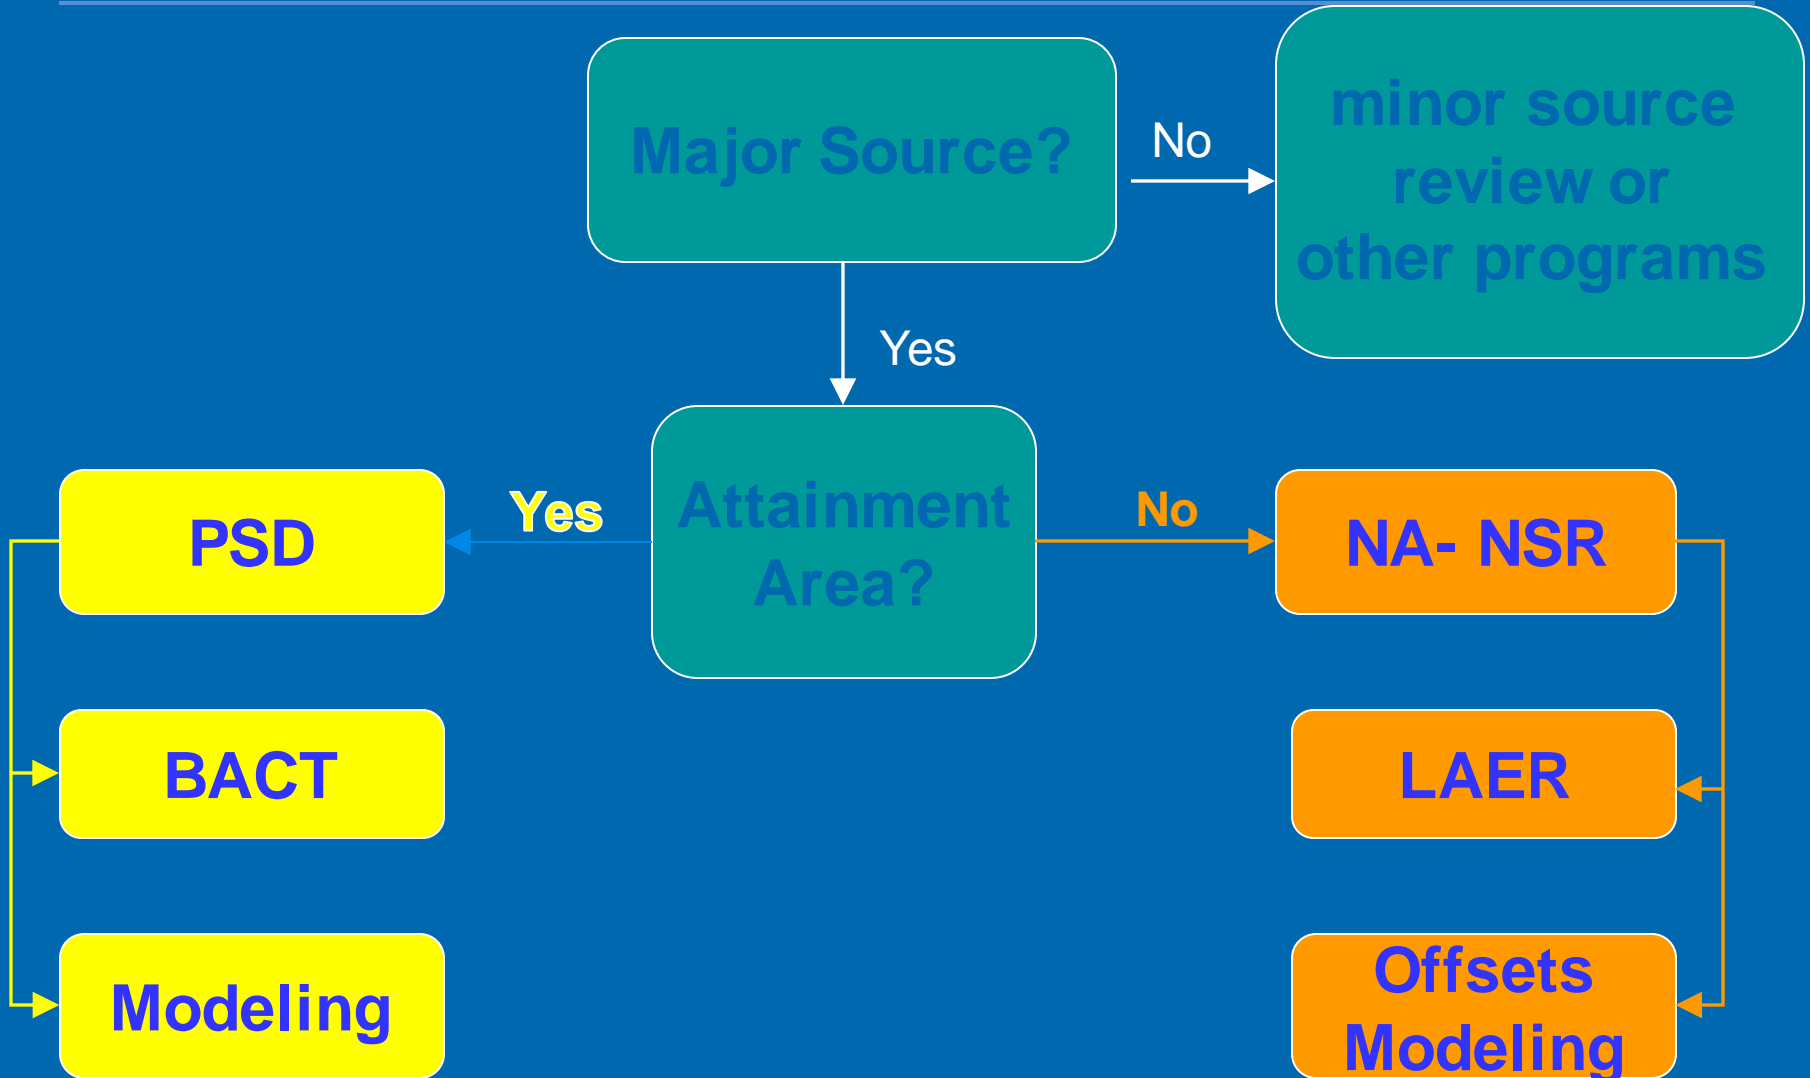 Major Source?
No
minor source
review or
other programs
Yes
Attainment
Area?
Yes
No
PSD
NA- NSR
BACT
LAER
Modeling
Offsets
Modeling